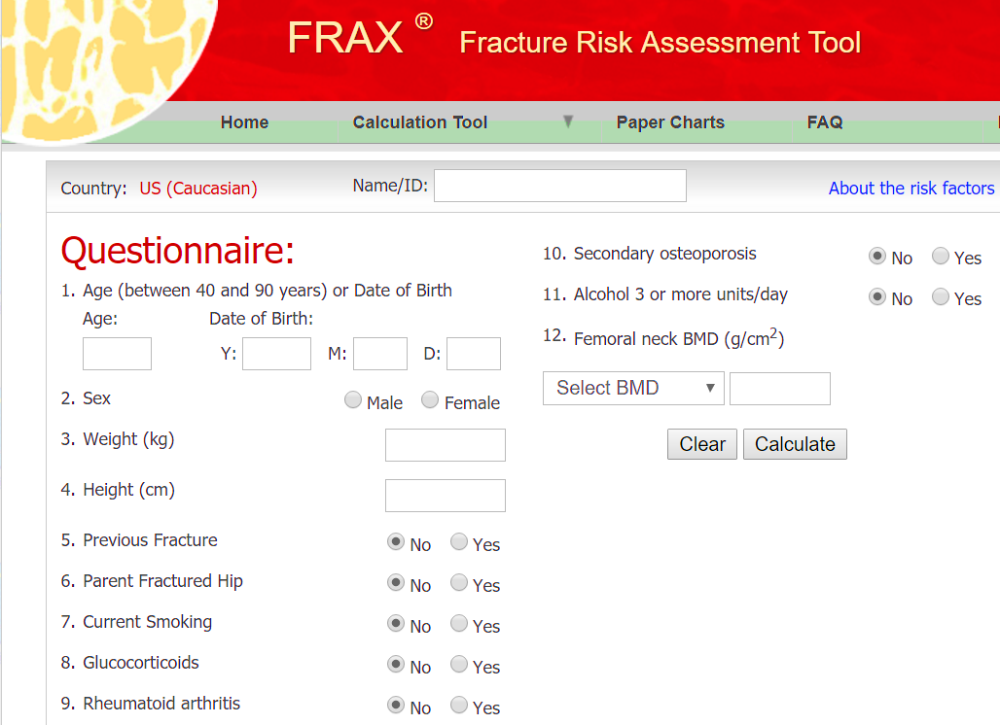 FRAX ®
Fracture Risk Assessment Tool
Home
Calculation Tool
Paper Charts
FAQ
Country: US (Caucasian)
Name/ID:
About the risk factors
Questionnaire:
1. Age (between 40 and 90 years) or Date of Birth
Age:
Date of Birth:
Y:
M:
D:
2. Sex
Male
Female
3. Weight (kg)
4. Height (cm)
5. Previous Fracture
No
Yes
6. Parent Fractured Hip
No
Yes
7. Current Smoking
No
Yes
8. Glucocorticoids
No
Yes
9. Rheumatoid arthritis
No
Yes
10. Secondary osteoporosis
No
Yes
11. Alcohol 3 or more units/day
No
Yes
12. Femoral neck BMD (g/cm²)
Select BMD
Clear
Calculate